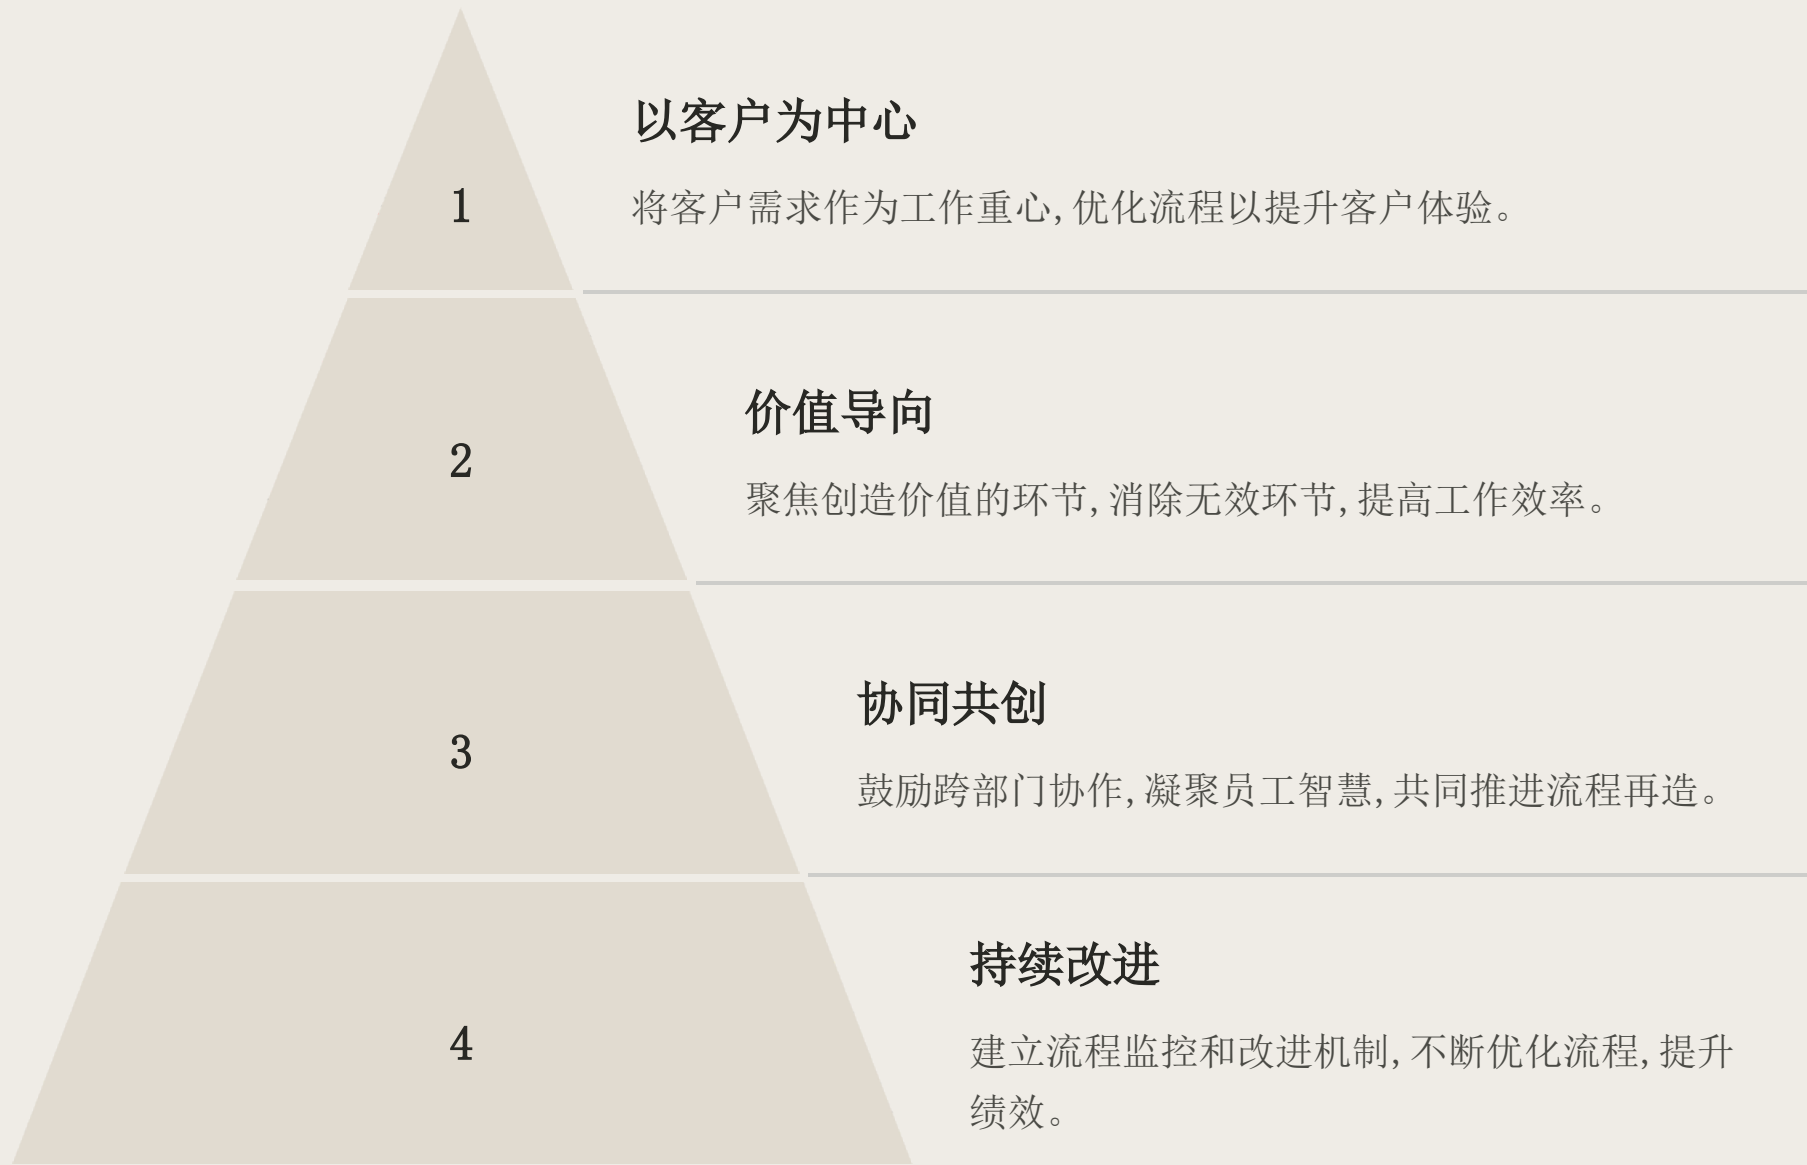 以客户为中心
1
将客户需求作为工作重心,优化流程以提升客户体验。
价值导向
2
聚焦创造价值的环节,消除无效环节,提高工作效率。
协同共创
3
鼓励跨部门协作,凝聚员工智慧,共同推进流程再造。
持续改进
4
建立流程监控和改进机制,不断优化流程,提升
绩效。